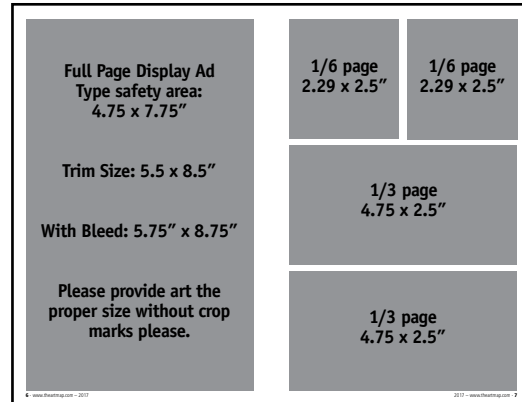 Full Page Display Ad
Type safety area:
4.75 x 7.75″
Trim Size: 5.5 x 8.5″
With Bleed: 5.75″ x 8.75″
Please provide art the
proper size without crop
marks please.
6 - www.theartmap.com – 2017
1/6 page
2.29 x 2.5″
1/6 page
2.29 x 2.5″
1/3 page
4.75 x 2.5″
1/3 page
4.75 x 2.5″
2017 – www.theartmap.com - 7